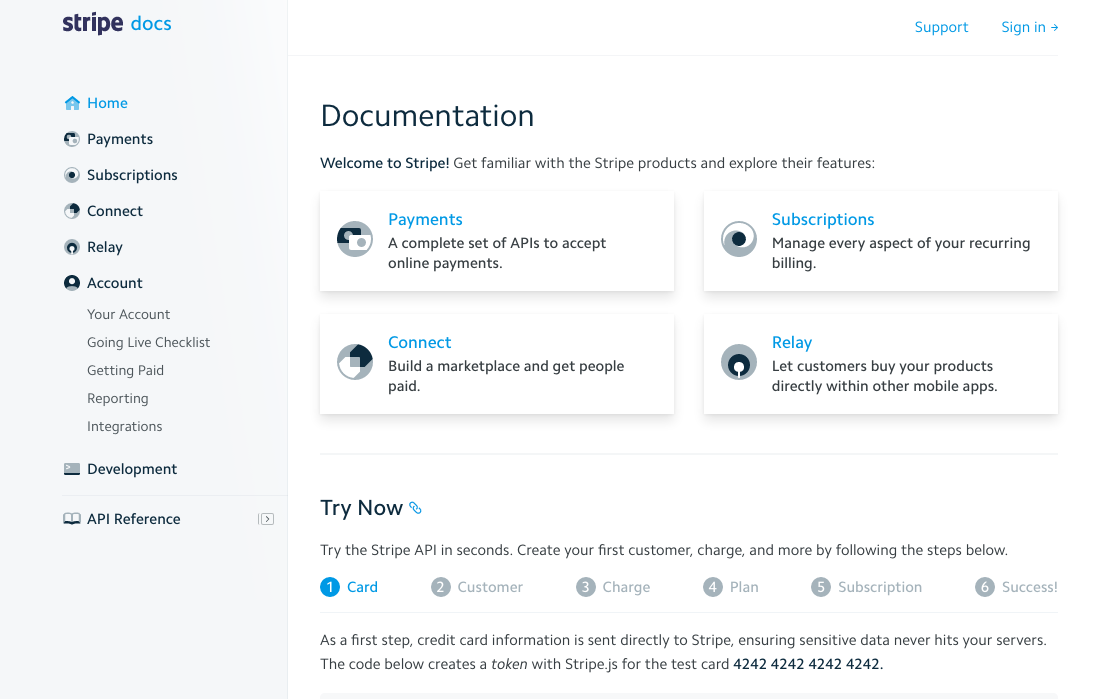 stripe docs
Support
Sign in →
Home
Payments
Subscriptions
Connect
Relay
Account
Your Account
Going Live Checklist
Getting Paid
Reporting
Integrations
Development
API Reference
Documentation
Welcome to Stripe! Get familiar with the Stripe products and explore their features:
Payments
A complete set of APIs to accept
online payments.
Subscriptions
Manage every aspect of your recurring
billing.
Connect
Build a marketplace and get people
paid.
Relay
Let customers buy your products
directly within other mobile apps.
Try Now
Try the Stripe API in seconds. Create your first customer, charge, and more by following the steps below.
1 Card 2 Customer 3 Charge 4 Plan 5 Subscription 6 Success!
As a first step, credit card information is sent directly to Stripe, ensuring sensitive data never hits your servers.
The code below creates a token with Stripe.js for the test card 4242 4242 4242 4242.